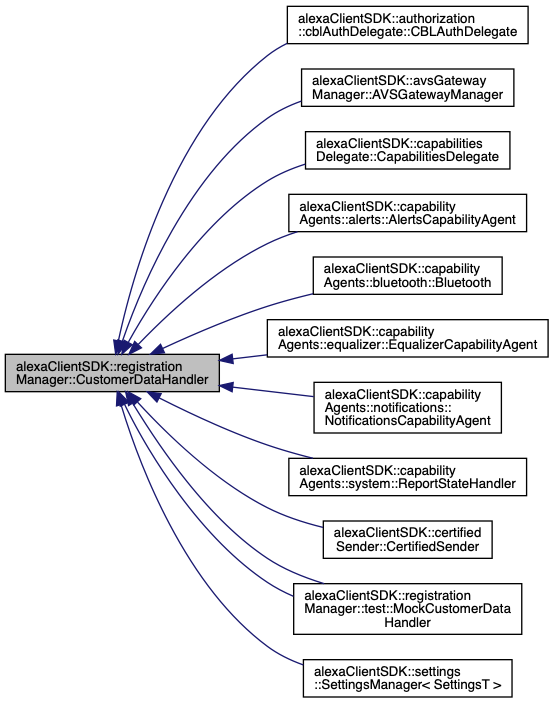 alexaClientSDK::authorization
::cblAuthDelegate::CBLAuthDelegate
alexaClientSDK::avsGateway
Manager::AVSGatewayManager
alexaClientSDK::capabilities
Delegate::CapabilitiesDelegate
alexaClientSDK::capability
Agents::alerts::AlertsCapabilityAgent
alexaClientSDK::capability
Agents::bluetooth::Bluetooth
alexaClientSDK::capability
Agents::equalizer::EqualizerCapabilityAgent
alexaClientSDK::registration
Manager::CustomerDataHandler
alexaClientSDK::capability
Agents::notifications::
NotificationsCapabilityAgent
alexaClientSDK::capability
Agents::system::ReportStateHandler
alexaClientSDK::certified
Sender::CertifiedSender
alexaClientSDK::registration
Manager::test::MockCustomerData
Handler
alexaClientSDK::settings
::SettingsManager< SettingsT >